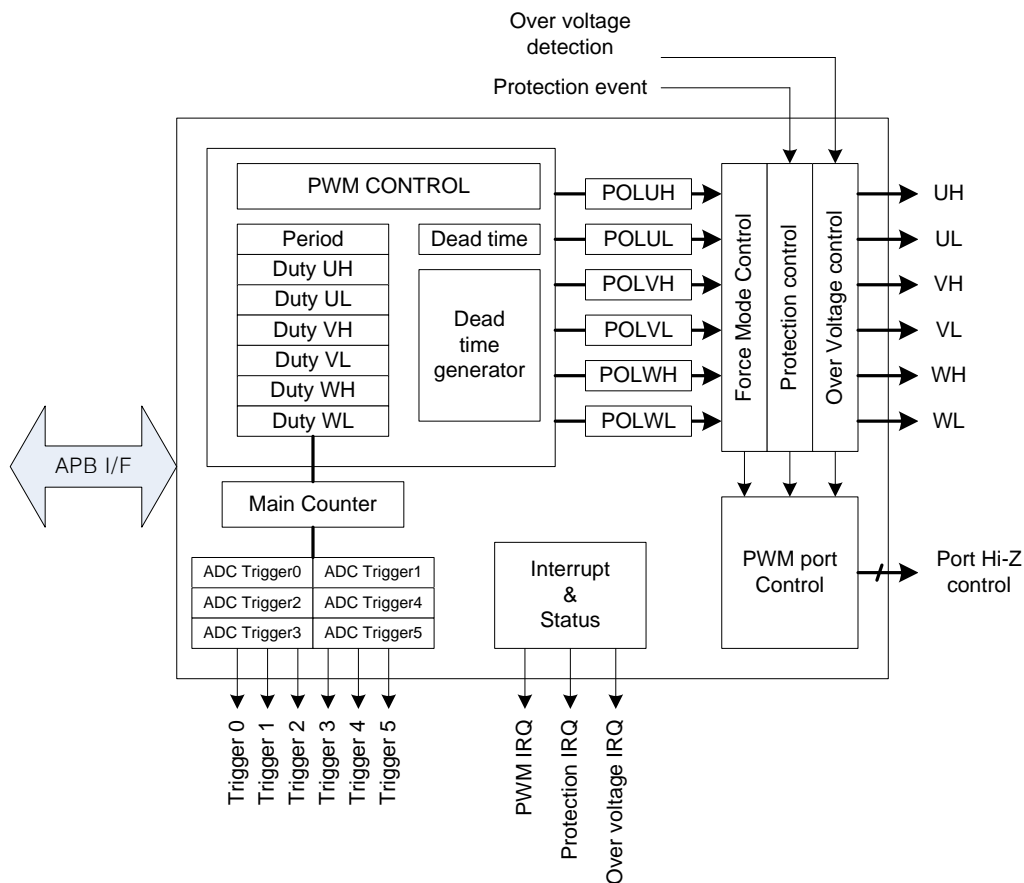 Over voltage
detection
Protection event
PWM CONTROL
Period
Duty UH
Duty UL
Duty VH
Duty VL
Duty WH
Duty WL
Dead time
Dead
time
generator
POLUH
POLUL
POLVH
POLVL
POLWH
POLWL
Force Mode Control
Protection control
Over Voltage control
UH
UL
VH
VL
WH
WL
APB I/F
Main Counter
ADC Trigger0
ADC Trigger1
ADC Trigger2
ADC Trigger4
ADC Trigger3
ADC Trigger5
Interrupt
&
Status
PWM port
Control
Port Hi-Z
control
Trigger 0
Trigger 1
Trigger 2
Trigger 3
Trigger 4
Trigger 5
PWM IRQ
Protection IRQ
Over voltage IRQ